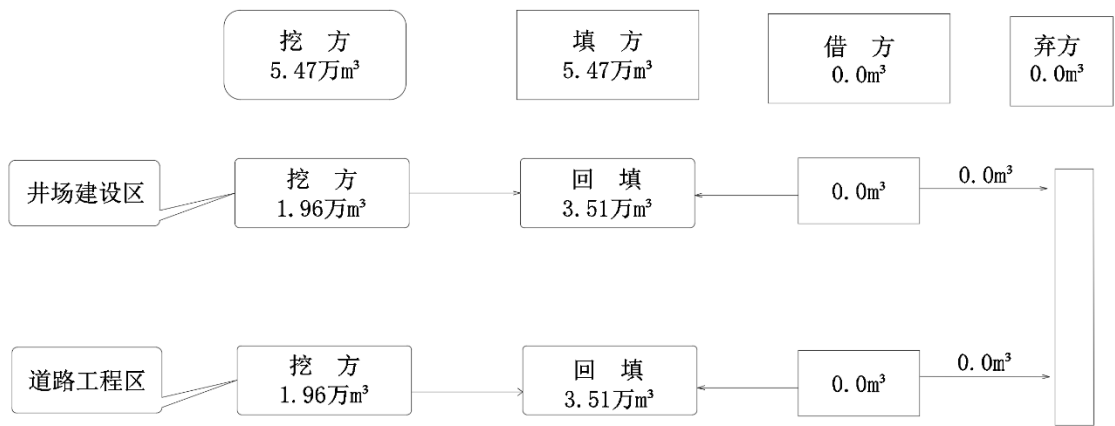 挖　方
5.47万m³
填　方
5.47万m³
借　方
0.0m³
弃方
0.0m³
井场建设区
挖　方
1.96万m³
回　填
3.51万m³
0.0m³
0.0m³
道路工程区
挖　方
1.96万m³
回　填
3.51万m³
0.0m³
0.0m³